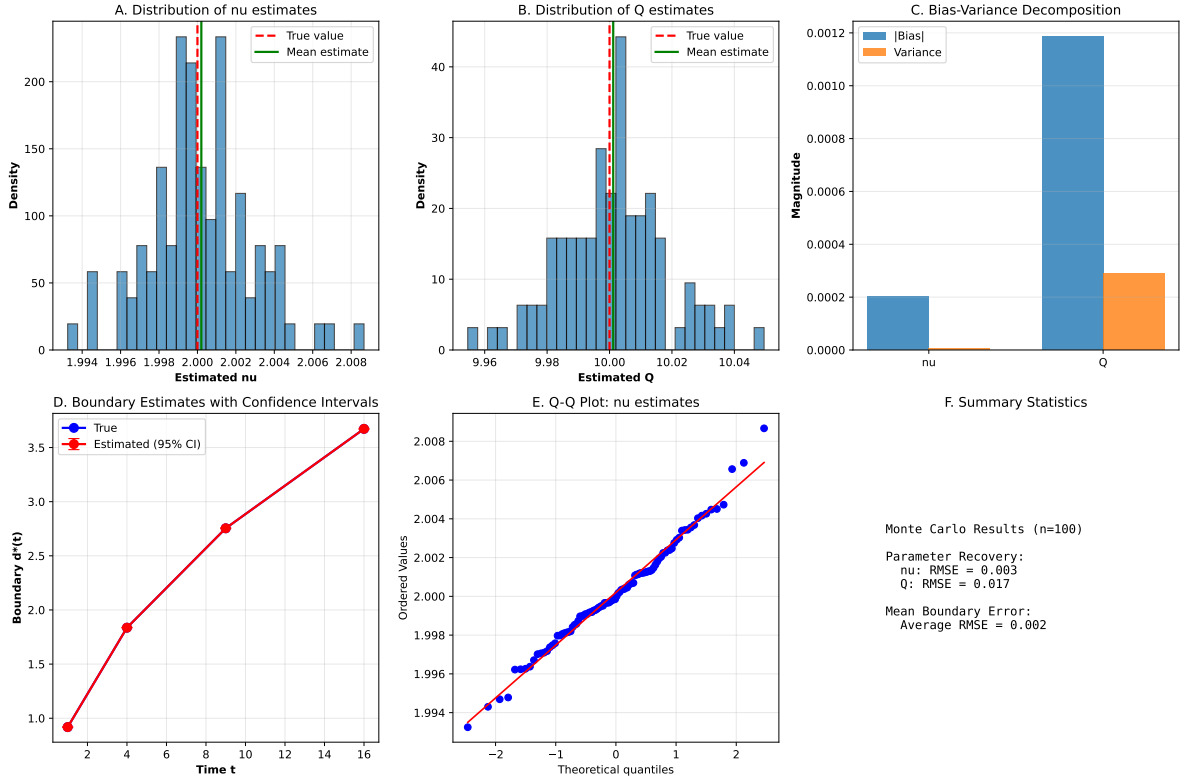 A. Distribution of nu estimates
True value
Mean estimate
200
150
100
50
0
Density
1.994 1.996 1.998 2.000 2.002 2.004 2.006 2.008
Estimated nu
B. Distribution of Q estimates
True value
Mean estimate
40
30
20
10
0
Density
9.96 9.98 10.00 10.02 10.04
Estimated Q
C. Bias-Variance Decomposition
|Bias|
Variance
0.0012
0.0010
0.0008
0.0006
0.0004
0.0002
0.0000
Magnitude
nu Q
D. Boundary Estimates with Confidence Intervals
True
Estimated (95% CI)
3.5
3.0
2.5
2.0
1.5
1.0
Boundary d*(t)
2 4 6 8 10 12 14 16
Time t
E. Q-Q Plot: nu estimates
2.008
2.006
2.004
2.002
2.000
1.998
1.996
1.994
Ordered Values
−2 −1 0 1 2
Theoretical quantiles
F. Summary Statistics
Monte Carlo Results (n=100)
Parameter Recovery:
nu: RMSE = 0.003
Q: RMSE = 0.017
Mean Boundary Error:
Average RMSE = 0.002